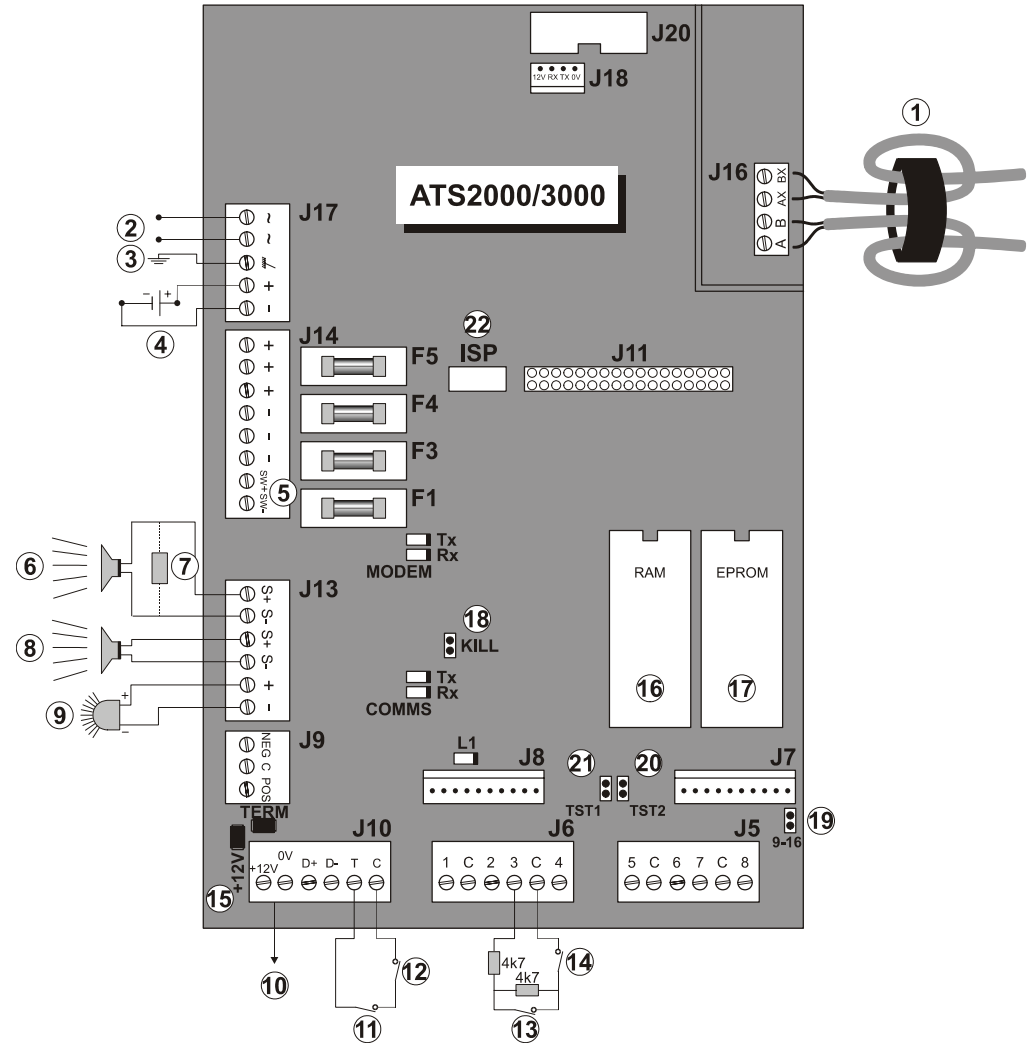 J20
12V RX TX 0V
J18
1
ATS2000/3000
J16
BX
AX
B
A
J17
2
~
~
3
+
-
- +
4
J14
+
+
+
-
-
-
SW+
SW-
5
F5
F4
F3
F1
22
ISP
J11
Tx
Rx
MODEM
6
7
8
9
+
-
J13
S+
S-
S+
S-
+
-
18
KILL
Tx
Rx
COMMS
RAM
16
EPROM
17
J9
NEG C POS
TERM
+12V
15
L1
J8
21
TST1
20
TST2
J7
19
9-16
J10
+12V 0V D+ D- T C
J6
1 C 2 3 C 4
J5
5 C 6 7 C 8
10
12
11
4k7
4k7
14
13